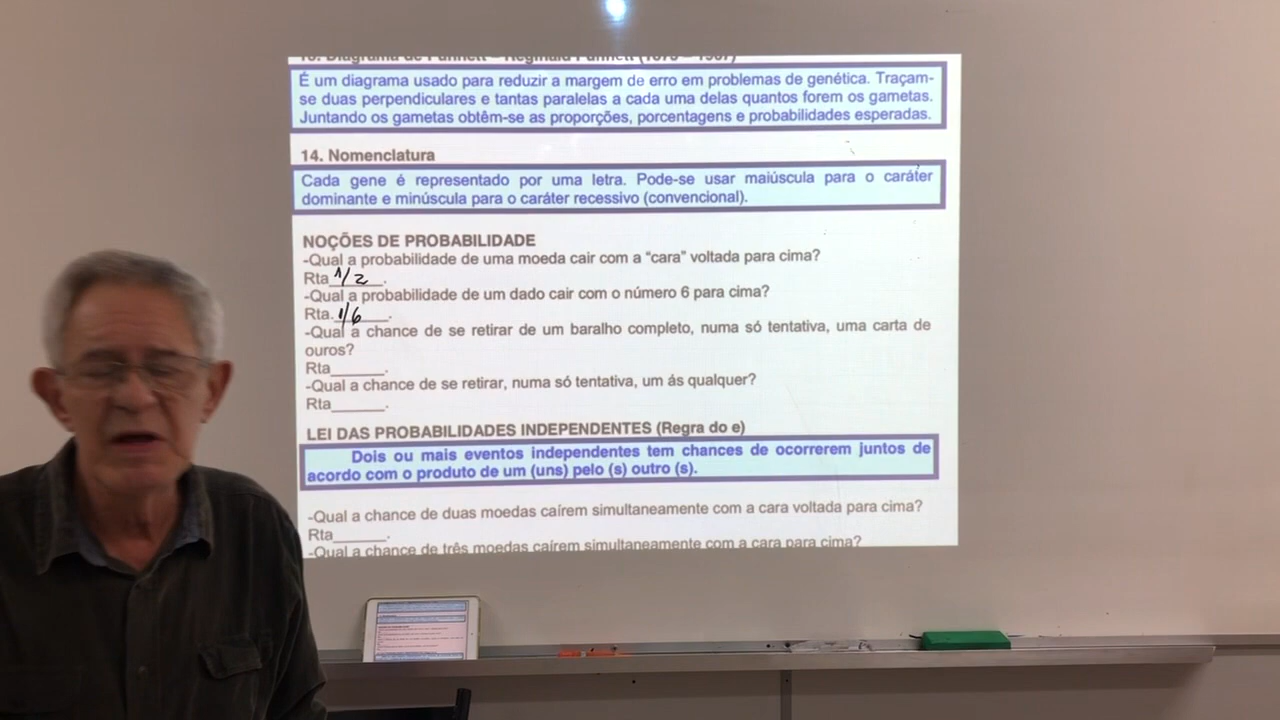 13. Diagrama de Punnett – Reginald Punnett (1875 – 1967)
É um diagrama usado para reduzir a margem de erro em problemas de genética. Traçam-
se duas perpendiculares e tantas paralelas a cada uma delas quantos forem os gametas.
Juntando os gametas obtêm-se as proporções, porcentagens e probabilidades esperadas.
14. Nomenclatura
Cada gene é representado por uma letra. Pode-se usar maiúscula para o caráter
dominante e minúscula para o caráter recessivo (convencional).
NOÇÕES DE PROBABILIDADE
-Qual a probabilidade de uma moeda cair com a “cara” voltada para cima?
Rta 1/2.
-Qual a probabilidade de um dado cair com o número 6 para cima?
Rta. 1/6.
-Qual a chance de se retirar de um baralho completo, numa só tentativa, uma carta de
ouros?
Rta______.
-Qual a chance de se retirar, numa só tentativa, um ás qualquer?
Rta______.
LEI DAS PROBABILIDADES INDEPENDENTES (Regra do e)
Dois ou mais eventos independentes tem chances de ocorrerem juntos de
acordo com o produto de um (uns) pelo (s) outro (s).
-Qual a chance de duas moedas caírem simultaneamente com a cara voltada para cima?
Rta______.
-Qual a chance de três moedas caírem simultaneamente com a cara para cima?